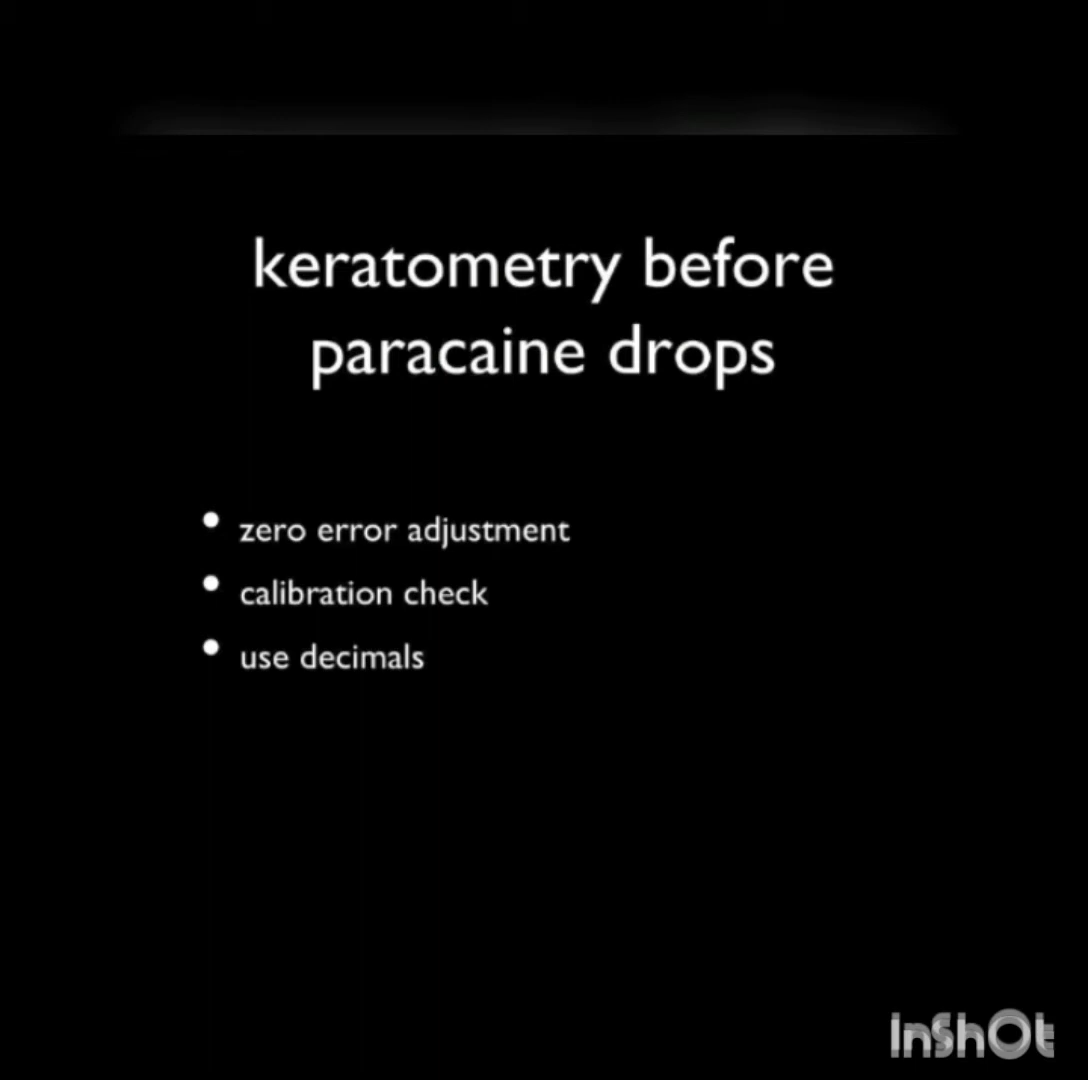 keratometry before
paracaine drops
• zero error adjustment
• calibration check
• use decimals
InShOt